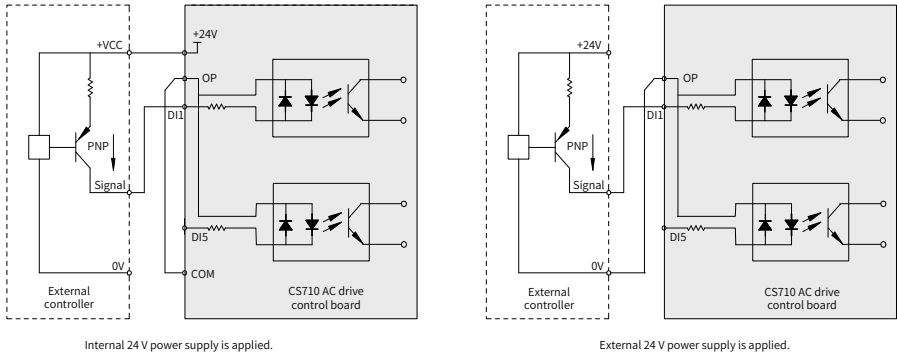 +VCC
+24V
OP
DI1
PNP
Signal
DI5
0V
COM
External
controller
CS710 AC drive
control board
Internal 24 V power supply is applied.
+24V
OP
DI1
PNP
Signal
DI5
0V
External
controller
CS710 AC drive
control board
External 24 V power supply is applied.